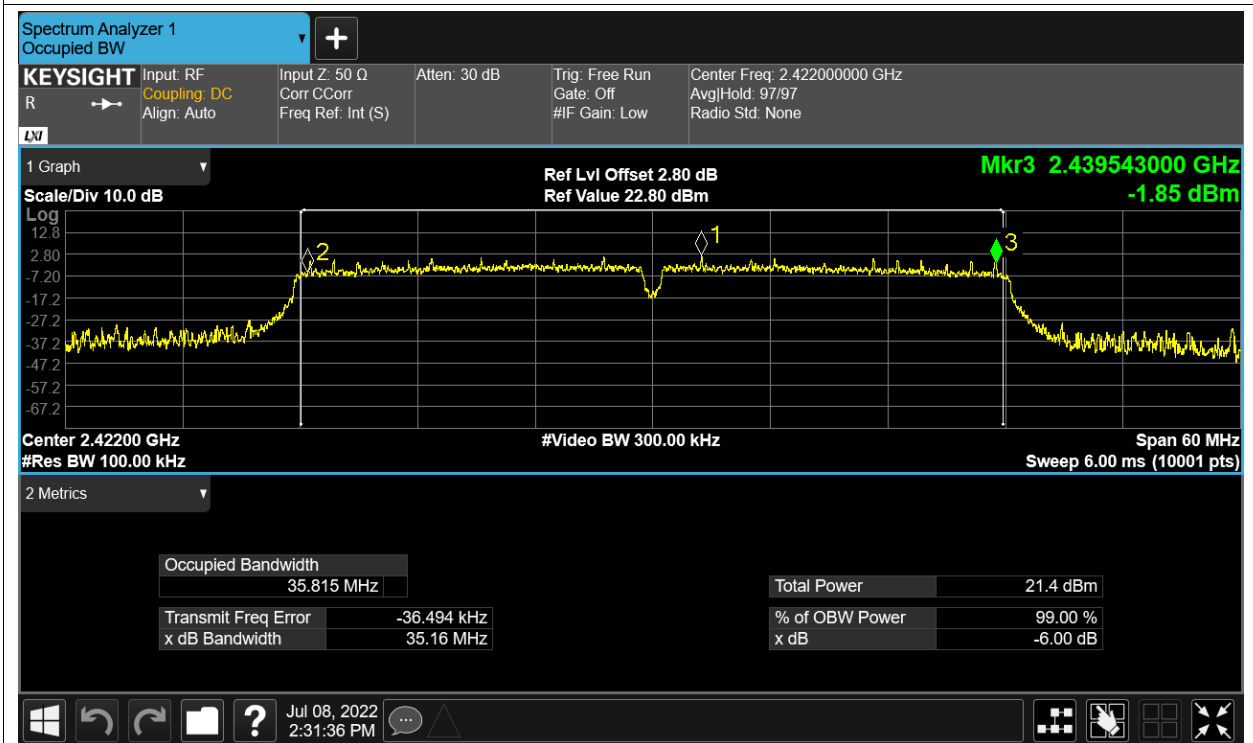 Spectrum Analyzer 1
Occupied BW
KEYSIGHT
R
LXI
Input: RF
Coupling: DC
Align: Auto
Input Z: 50 Ω
Corr CCorr
Freq Ref: Int (S)
Atten: 30 dB
Trig: Free Run
Gate: Off
#IF Gain: Low
Center Freq: 2.422000000 GHz
Avg|Hold: 97/97
Radio Std: None
1 Graph
Scale/Div 10.0 dB
Ref Lvl Offset 2.80 dB
Ref Value 22.80 dBm
Mkr3 2.439543000 GHz
-1.85 dBm
Log
12.8
2.80
-7.20
-17.2
-27.2
-37.2
-47.2
-57.2
-67.2
2
1
3
Center 2.42200 GHz
#Video BW 300.00 kHz
Span 60 MHz
#Res BW 100.00 kHz
Sweep 6.00 ms (10001 pts)
2 Metrics
Occupied Bandwidth
35.815 MHz
Total Power 21.4 dBm
Transmit Freq Error -36.494 kHz
% of OBW Power 99.00 %
x dB Bandwidth 35.16 MHz
x dB -6.00 dB
?
Jul 08, 2022
2:31:36 PM